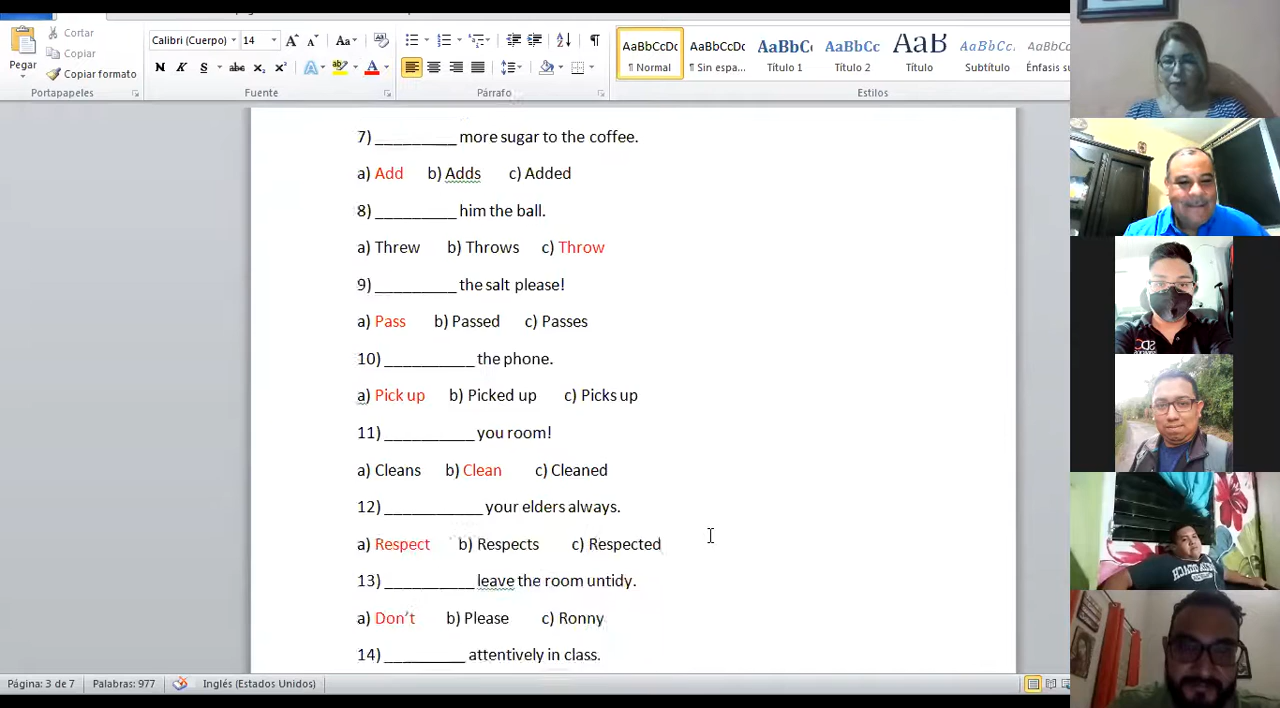 Cortar
Copiar
Copiar formato
Pegar
Portapapeles
Calibri (Cuerpo) 14
Fuente
Párrafo
AaBbCcDc AaBbCcDc AaBbC AaBbCc AaB AaBbCc AaBbCcDc
¶ Normal ¶ Sin espa... Título 1 Título 2 Título Subtítulo Énfasis su
Estilos
7) _________ more sugar to the coffee.
a) Add b) Adds c) Added
8) _________ him the ball.
a) Threw b) Throws c) Throw
9) _________ the salt please!
a) Pass b) Passed c) Passes
10) __________ the phone.
a) Pick up b) Picked up c) Picks up
11) __________ you room!
a) Cleans b) Clean c) Cleaned
12) ___________ your elders always.
a) Respect b) Respects c) Respected
13) __________ leave the room untidy.
a) Don't b) Please c) Ronny
14) _________ attentively in class.
Página: 3 de 7 Palabras: 977 Inglés (Estados Unidos)